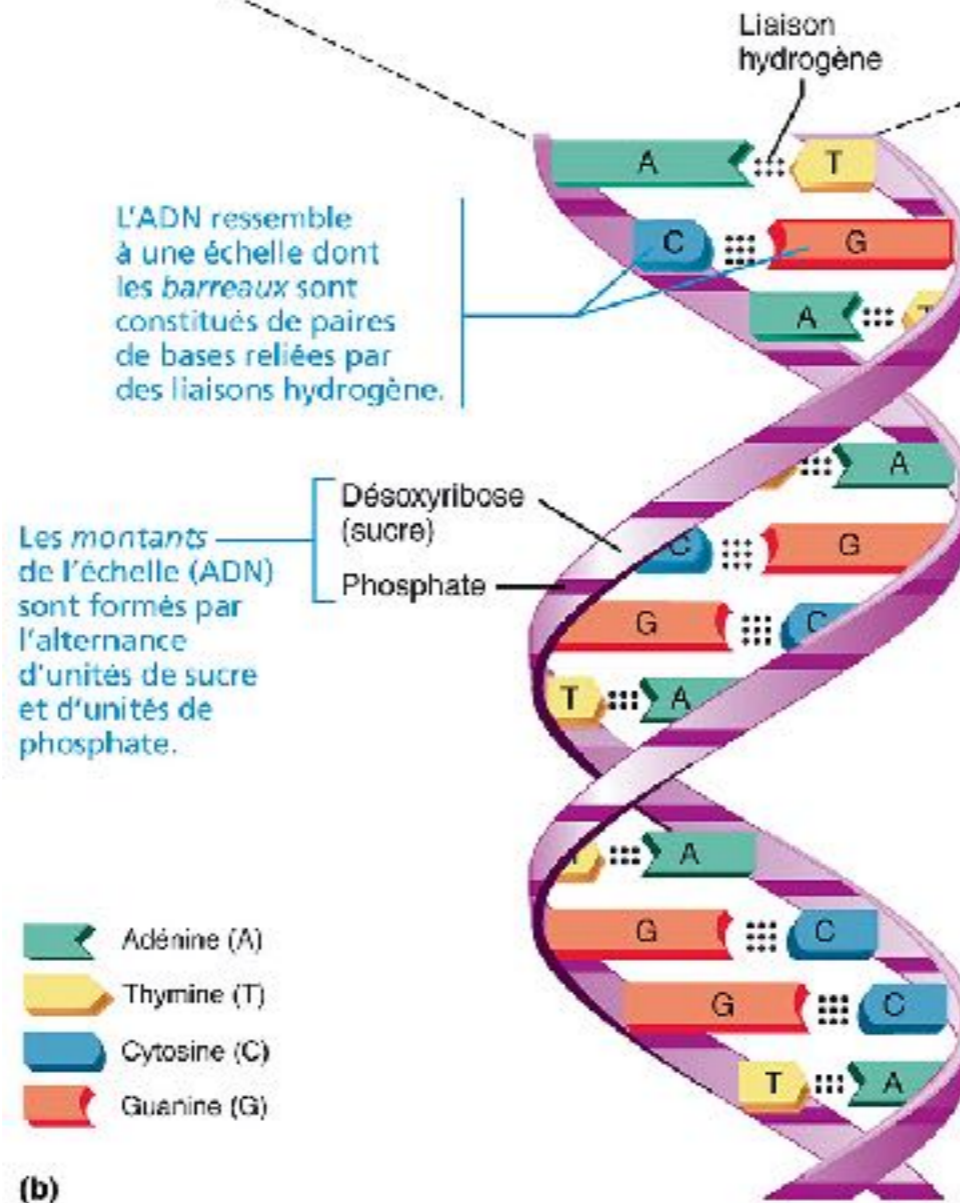 Liaison
hydrogène
A T
C G
A T
L'ADN ressemble
à une échelle dont
les barreaux sont
constitués de paires
de bases reliées par
des liaisons hydrogène.
A
Désoxyribose
(sucre)
Phosphate
Les montants
de l'échelle (ADN)
sont formés par
l'alternance
d'unités de sucre
et d'unités de
phosphate.
C G
G C
T A
T A
G C
G C
T A
Adénine (A)
Thymine (T)
Cytosine (C)
Guanine (G)
(b)